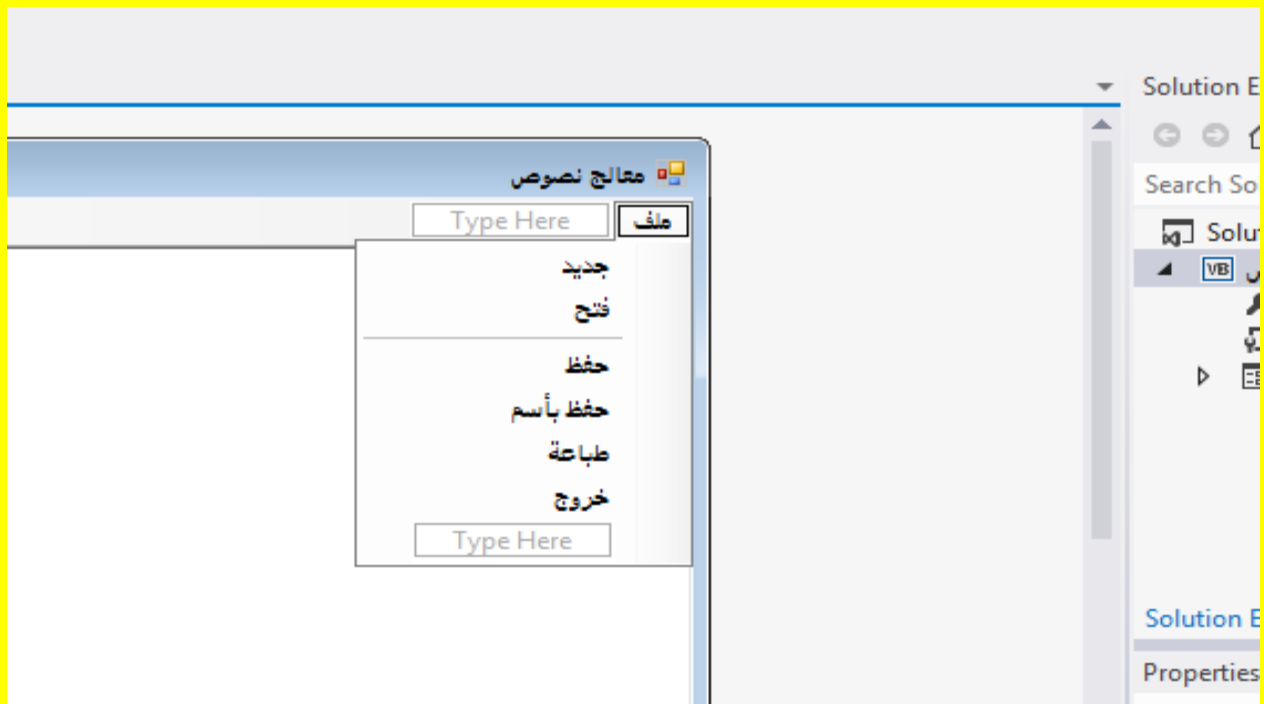 Solution E
معالج نصوص
Search So
ملف Type Here
Solu
VB
جديد
فتح
حفظ
حفظ بأسم
طباعة
خروج
Type Here
Solution E
Properties